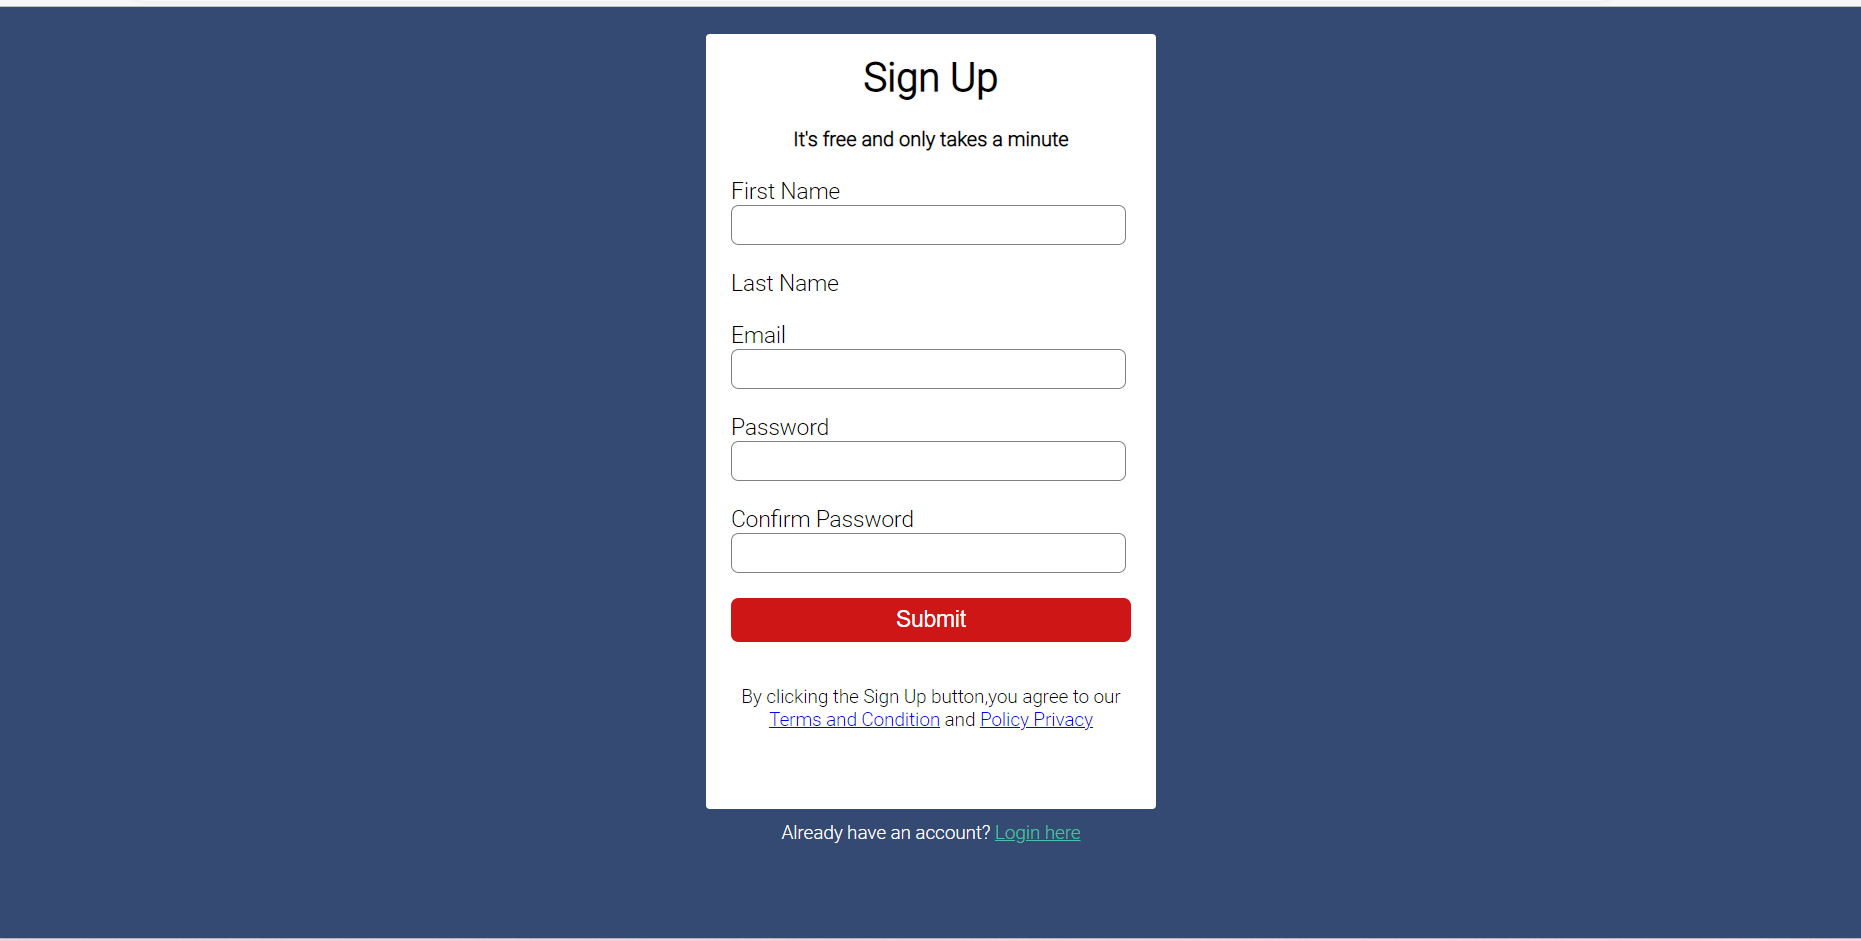 Sign Up
It's free and only takes a minute
First Name
Last Name
Email
Password
Confirm Password
Submit
By clicking the Sign Up button,you agree to our
Terms and Condition and Policy Privacy
Already have an account? Login here